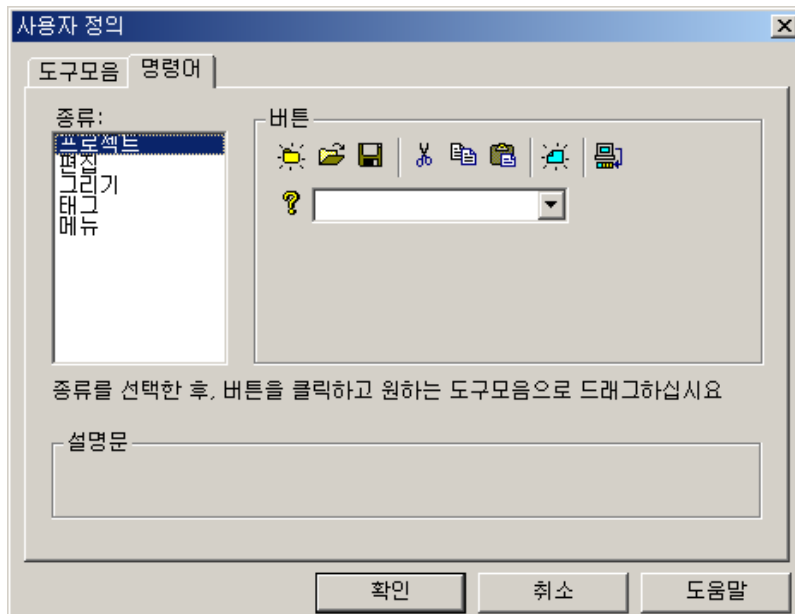 사용자 정의
도구모음 명령어
종류:
프로젝트
편집
그리기
태그
메뉴
버튼
종류를 선택한 후, 버튼을 클릭하고 원하는 도구모음으로 드래그하십시요
설명문
확인 취소 도움말